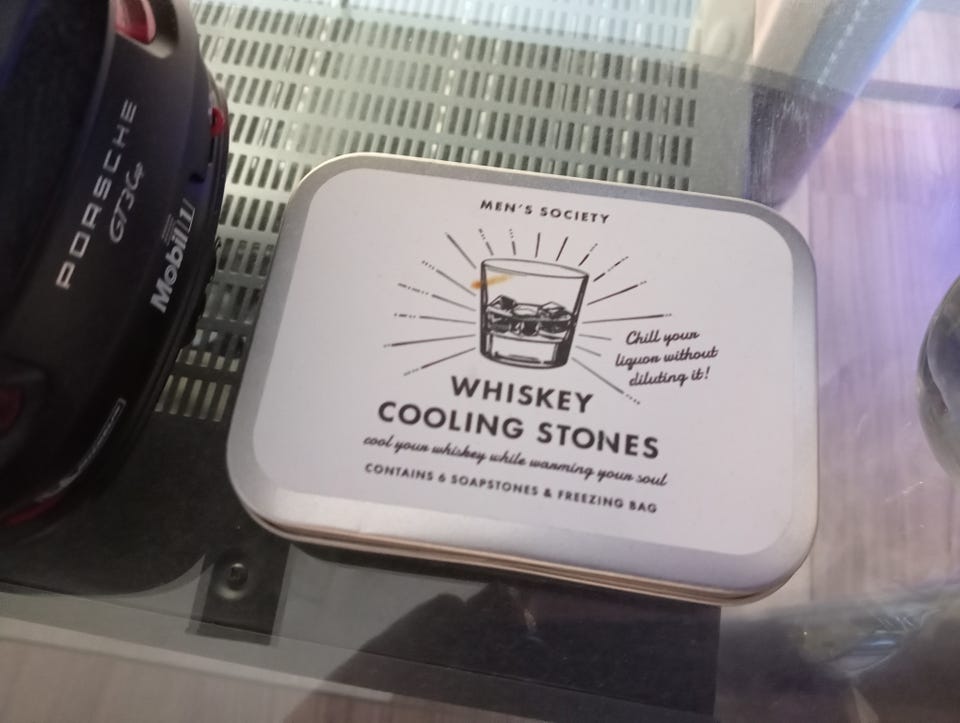 PORSCHE
GT3 Cup
Mobil 1
MEN'S SOCIETY
Chill your
liquor without
diluting it!
WHISKEY
COOLING STONES
cool your whiskey while warming your soul
CONTAINS 6 SOAPSTONES & FREEZING BAG